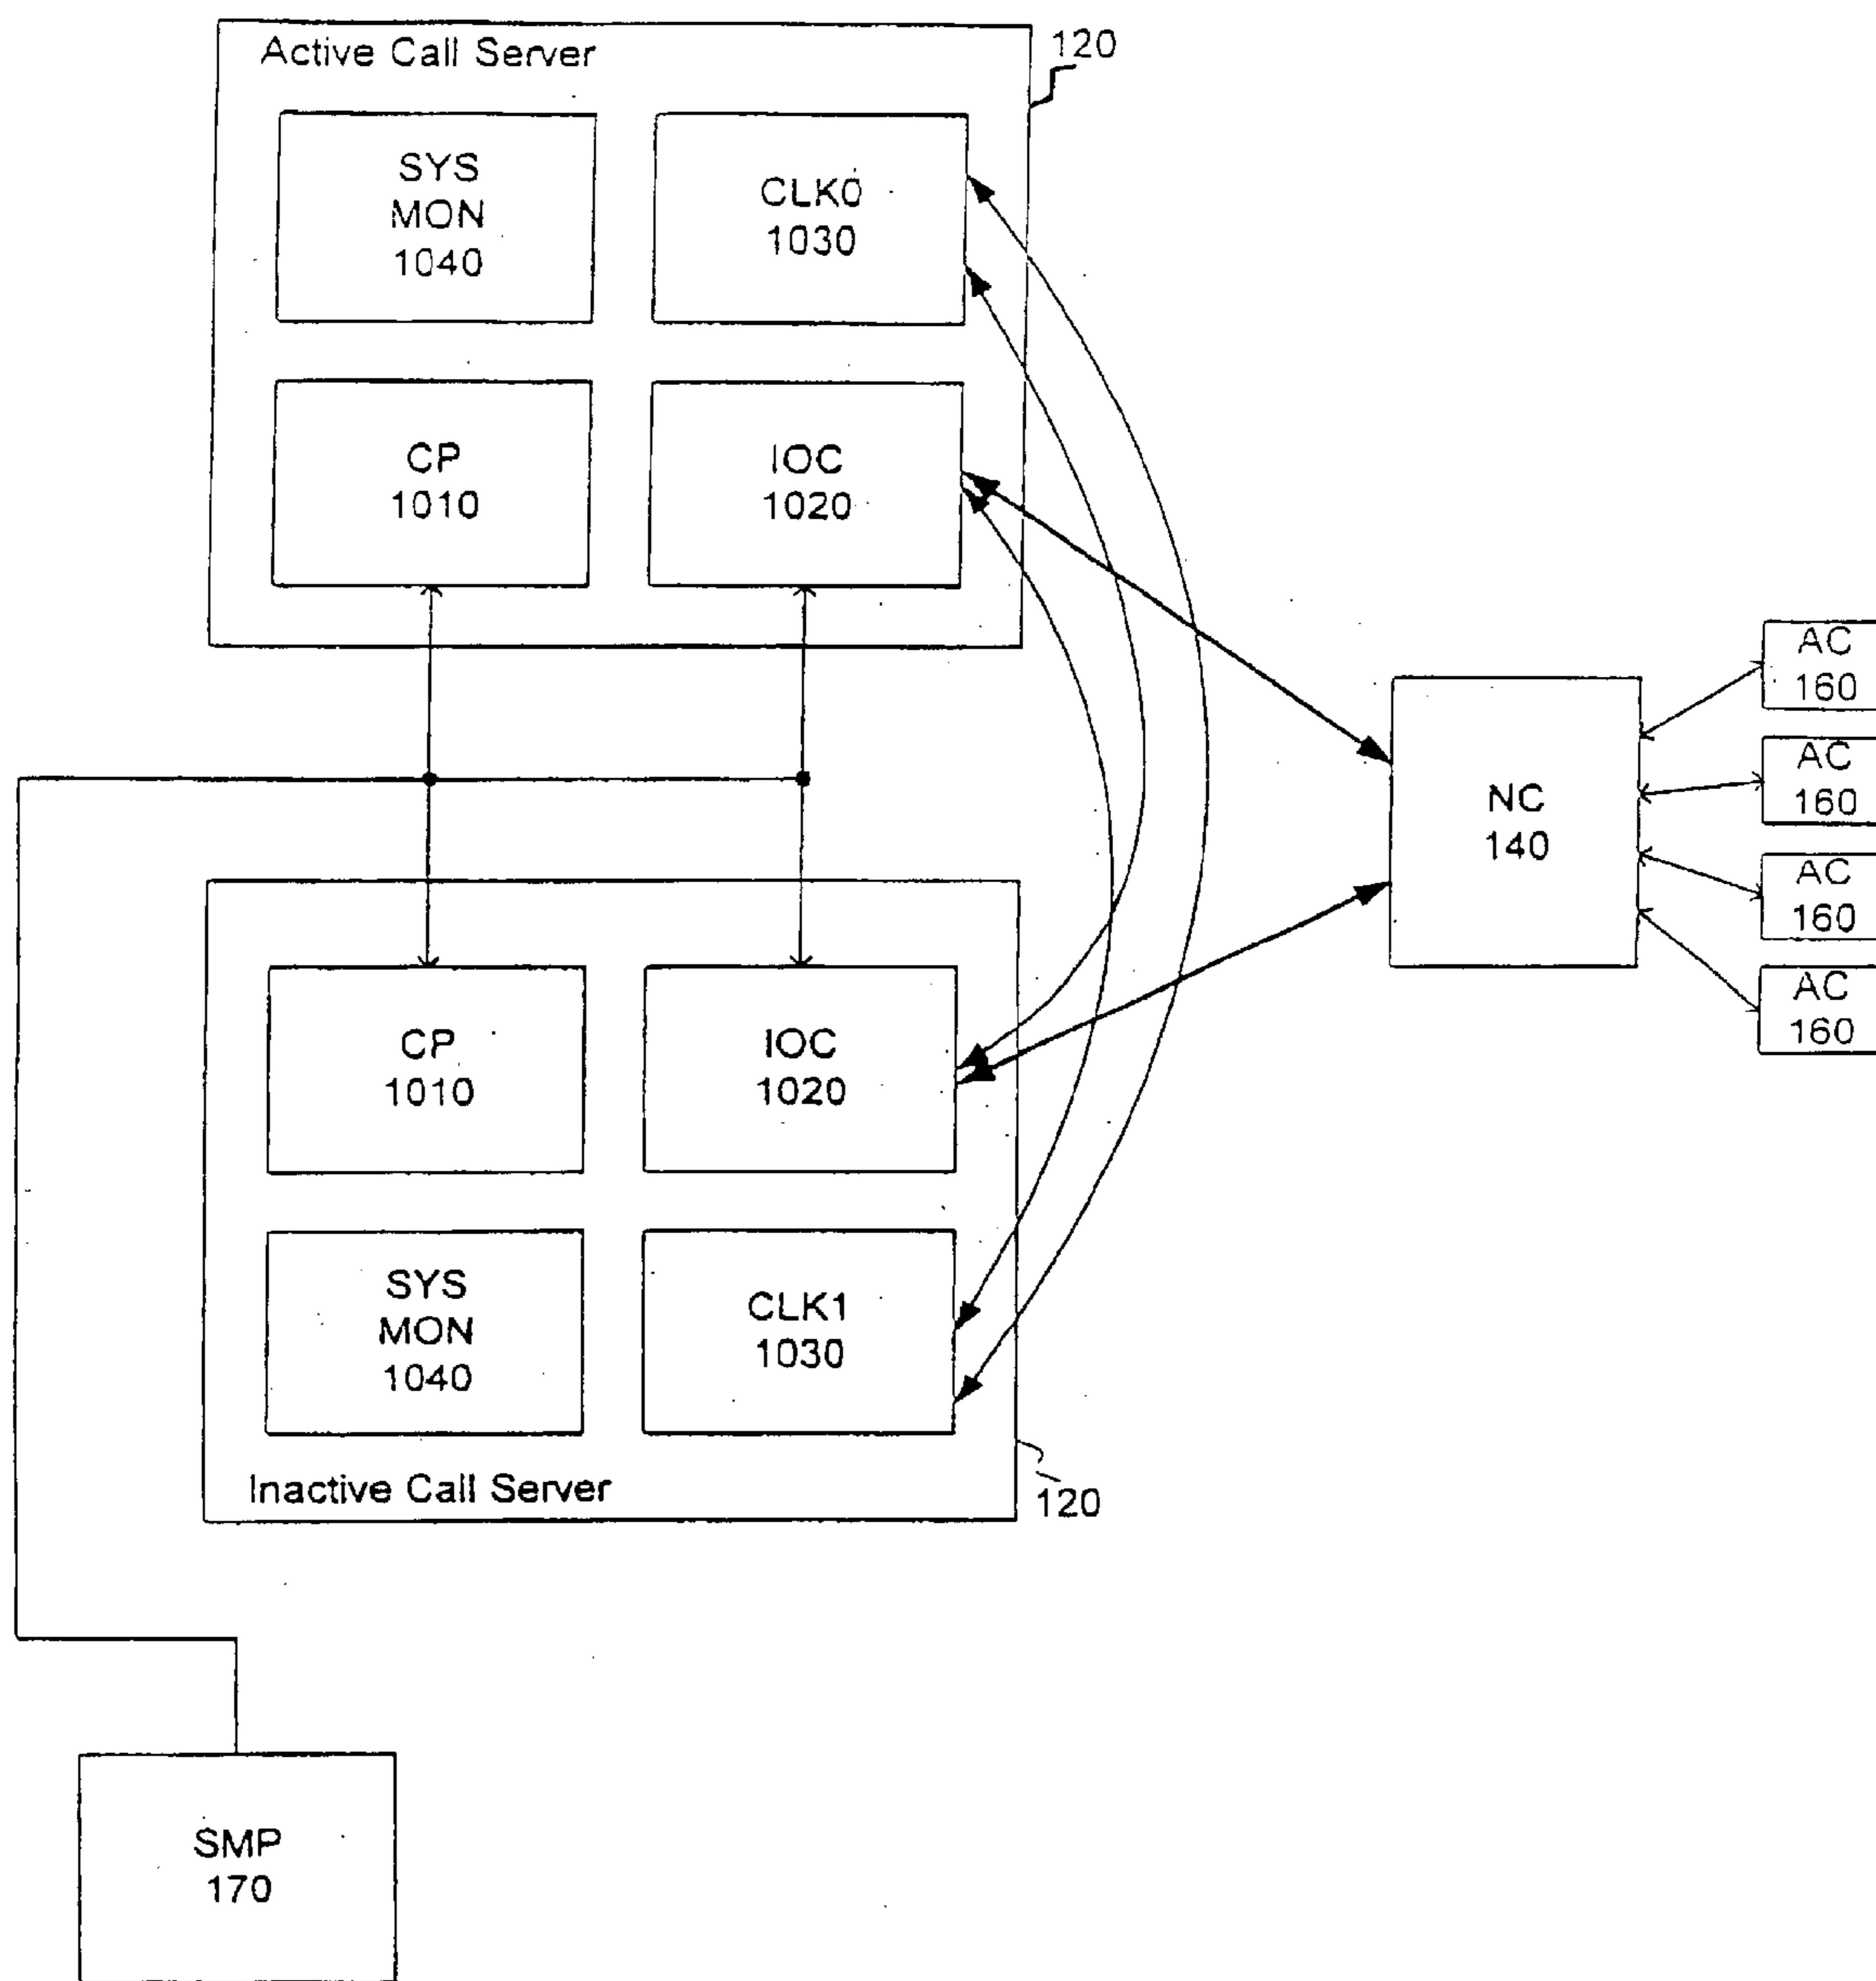 Active Call Server
120
SYS
MON
1040
CLK0
1030
CP
1010
IOC
1020
AC
160
AC
160
NC
140
AC
160
AC
160
CP
1010
IOC
1020
SYS
MON
1040
CLK1
1030
Inactive Call Server
120
SMP
170